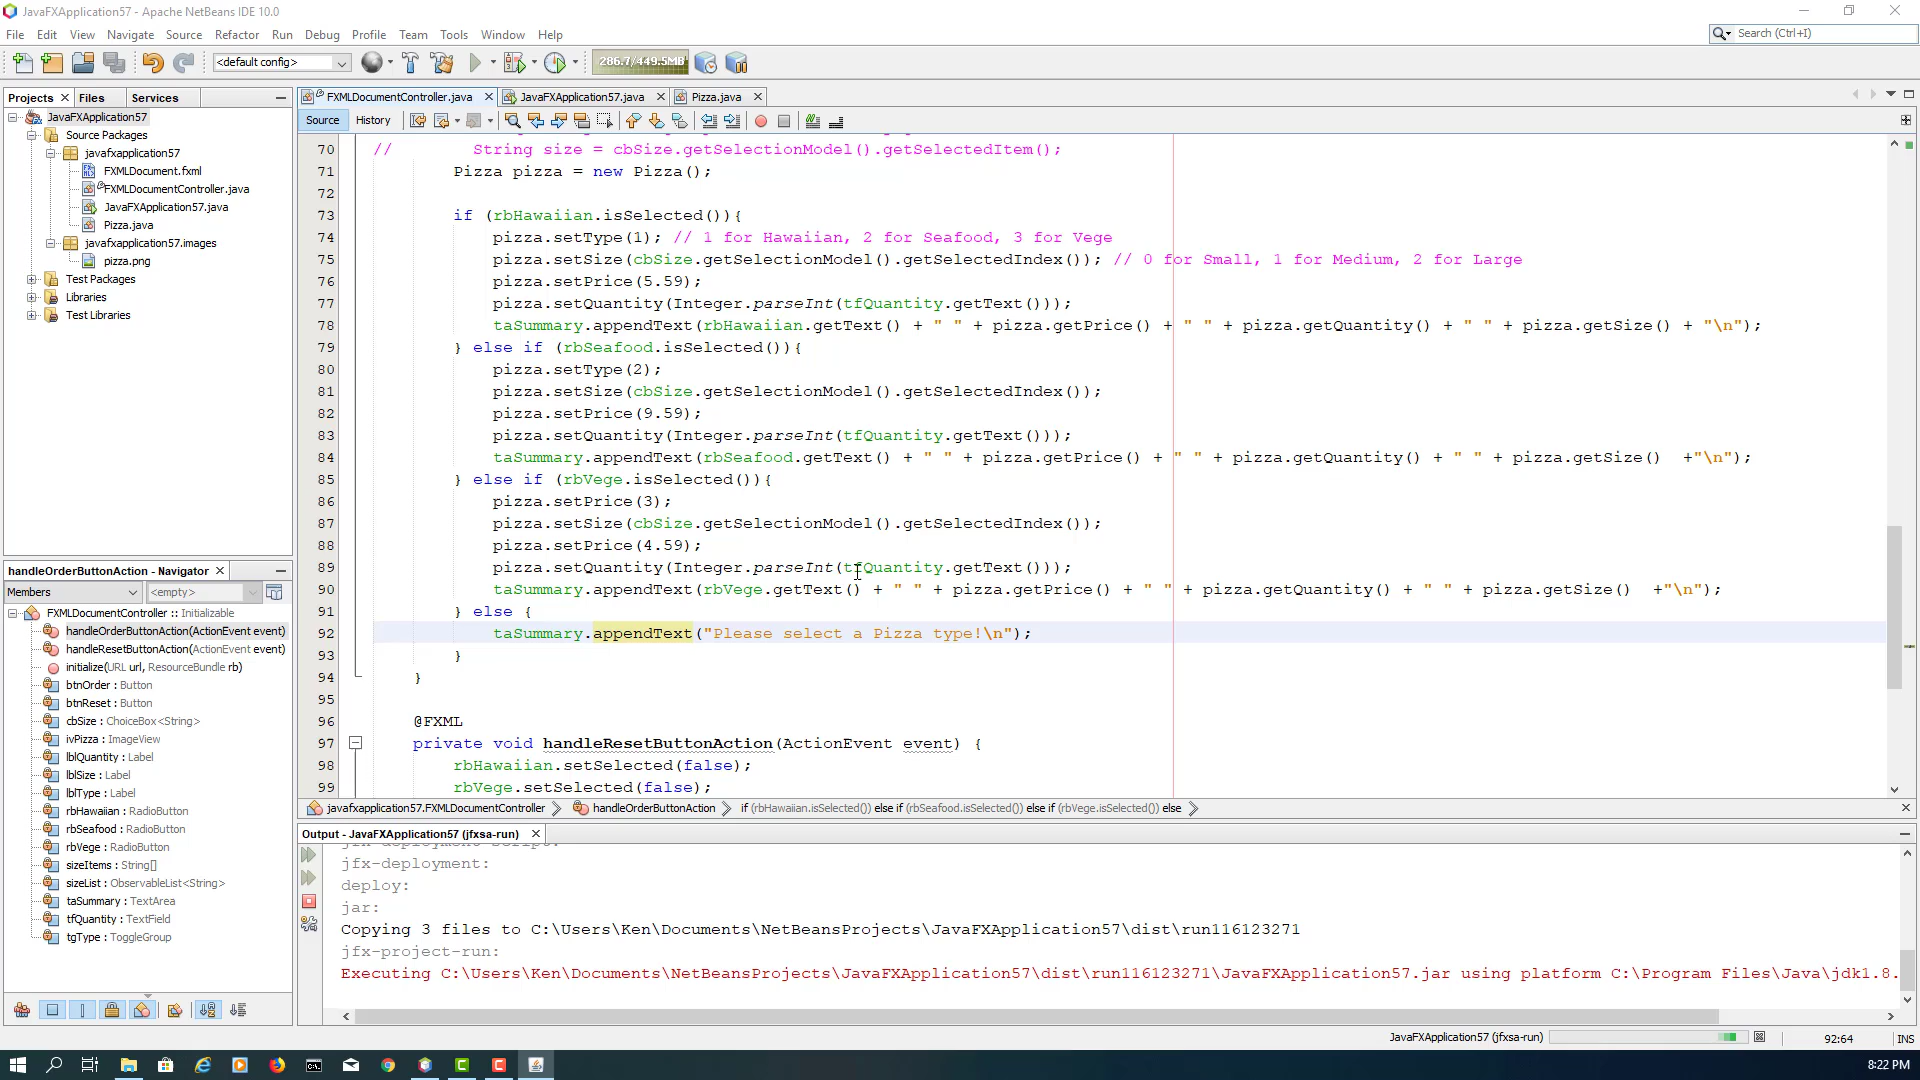 JavaFXApplication57 - Apache NetBeans IDE 10.0
File Edit View Navigate Source Refactor Run Debug Profile Team Tools Window Help
Search (Ctrl+I)
<default config>
286.7/449.5MB
Projects Files Services
FXMLDocumentController.java JavaFXApplication57.java Pizza.java
Source History
JavaFXApplication57
Source Packages
javafxapplication57
FXMLDocument.fxml
FXMLDocumentController.java
JavaFXApplication57.java
Pizza.java
javafxapplication57.images
pizza.png
Test Packages
Libraries
Test Libraries
70 // String size = cbSize.getSelectionModel().getSelectedItem();
71 Pizza pizza = new Pizza();
72
73 if (rbHawaiian.isSelected()){
74 pizza.setType(1); // 1 for Hawaiian, 2 for Seafood, 3 for Vege
75 pizza.setSize(cbSize.getSelectionModel().getSelectedIndex()); // 0 for Small, 1 for Medium, 2 for Large
76 pizza.setPrice(5.59);
77 pizza.setQuantity(Integer.parseInt(tfQuantity.getText()));
78 taSummary.appendText(rbHawaiian.getText() + " " + pizza.getPrice() + " " + pizza.getQuantity() + " " + pizza.getSize() + "\n");
79 } else if (rbSeafood.isSelected()){
80 pizza.setType(2);
81 pizza.setSize(cbSize.getSelectionModel().getSelectedIndex());
82 pizza.setPrice(9.59);
83 pizza.setQuantity(Integer.parseInt(tfQuantity.getText()));
84 taSummary.appendText(rbSeafood.getText() + " " + pizza.getPrice() + " " + pizza.getQuantity() + " " + pizza.getSize()  +"\n");
85 } else if (rbVege.isSelected()){
86 pizza.setPrice(3);
87 pizza.setSize(cbSize.getSelectionModel().getSelectedIndex());
88 pizza.setPrice(4.59);
89 pizza.setQuantity(Integer.parseInt(tfQuantity.getText()));
90 taSummary.appendText(rbVege.getText() + " " + pizza.getPrice() + " " + pizza.getQuantity() + " " + pizza.getSize()  +"\n");
91 } else {
92 taSummary.appendText("Please select a Pizza type!\n");
93 }
94 }
95
96 @FXML
97 private void handleResetButtonAction(ActionEvent event) {
98 rbHawaiian.setSelected(false);
99 rbVege.setSelected(false);
javafxapplication57.FXMLDocumentController handleOrderButtonAction if (rbHawaiian.isSelected()) else if (rbSeafood.isSelected()) else if (rbVege.isSelected()) else
handleOrderButtonAction - Navigator
Members <empty>
FXMLDocumentController :: Initializable
handleOrderButtonAction(ActionEvent event)
handleResetButtonAction(ActionEvent event)
initialize(URL url, ResourceBundle rb)
btnOrder : Button
btnReset : Button
cbSize : ChoiceBox<String>
ivPizza : ImageView
lblQuantity : Label
lblSize : Label
lblType : Label
rbHawaiian : RadioButton
rbSeafood : RadioButton
rbVege : RadioButton
sizeItems : String[]
sizeList : ObservableList<String>
taSummary : TextArea
tfQuantity : TextField
tgType : ToggleGroup
Output - JavaFXApplication57 (jfxsa-run)
jfx-deployment:
deploy:
jar:
Copying 3 files to C:\Users\Ken\Documents\NetBeansProjects\JavaFXApplication57\dist\run116123271
jfx-project-run:
Executing C:\Users\Ken\Documents\NetBeansProjects\JavaFXApplication57\dist\run116123271\JavaFXApplication57.jar using platform C:\Program Files\Java\jdk1.8.
JavaFXApplication57 (jfxsa-run)
92:64
INS
8:22 PM